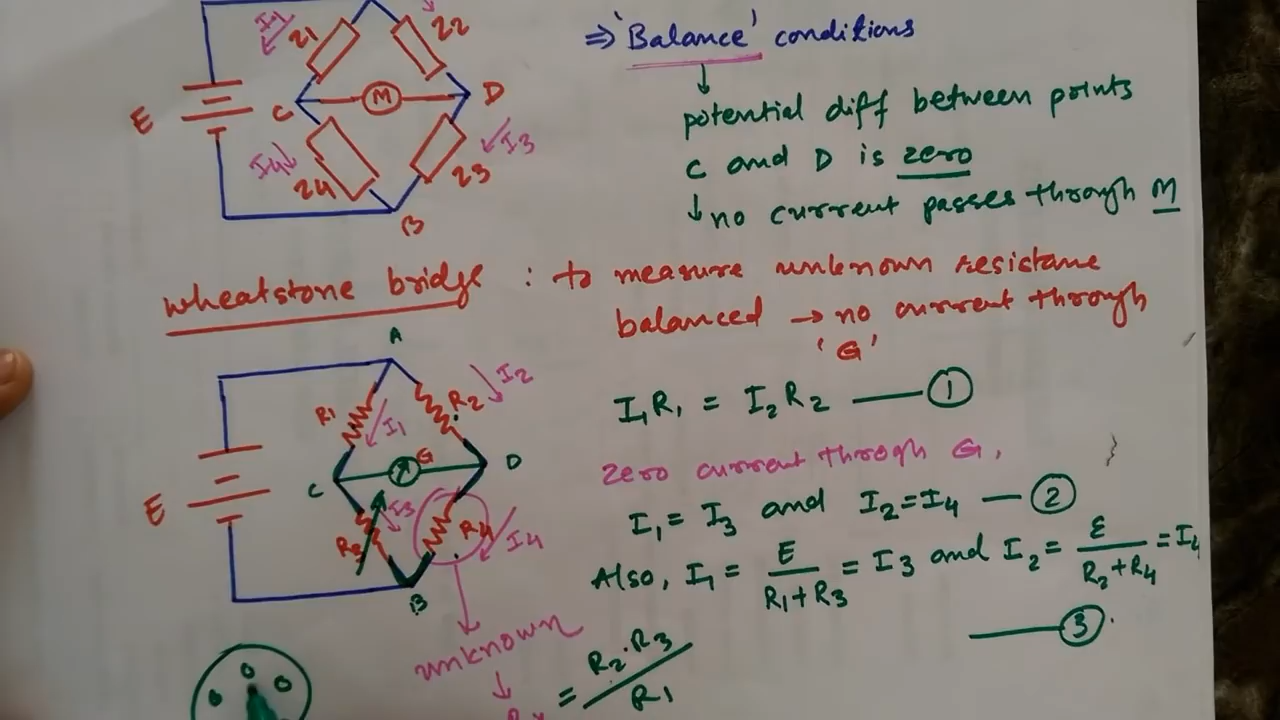 I1
Z1
Z2
⇒ 'Balance' conditions
E
C
M
D
potential diff between points
I4
I3
C and D is zero
Z4
Z3
B
↓ no current passes through M
wheatstone bridge : to measure unknown resistane
balanced → no current through
'G'
A
I2
R1
R2
I1
I1R1 = I2R2 —— 1
G
C
D
zero current throogh G,
E
I3
R4
I4
I1 = I3 and I2 = I4 — 2
R3
B
Also, I1 = E / R1+R3 = I3 and I2 = E / R2+R4 = I4
—— 3.
unknown
= R2.R3 / R1